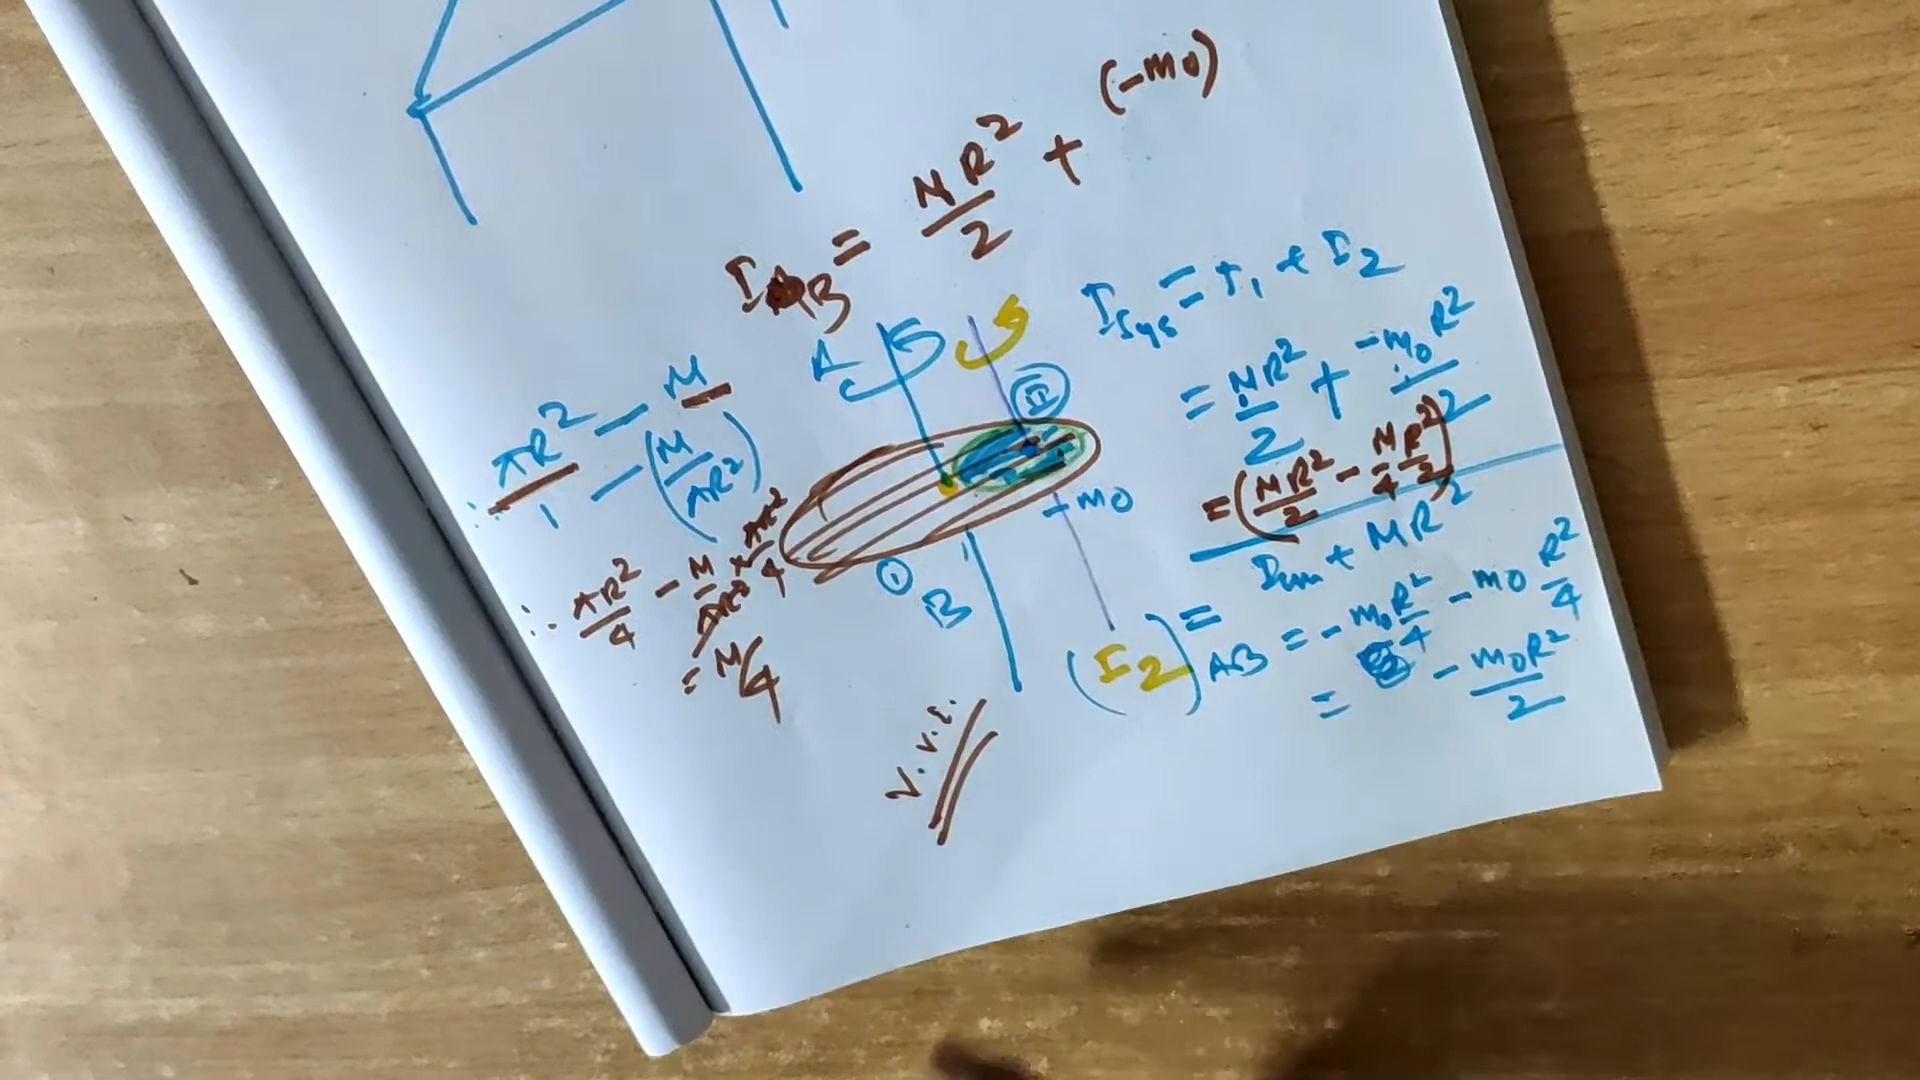 (-m0)
I_AB = MR²/2 +
I_sys = I₁ + I₂
= MR²/2 + -m₀R²/2
= (MR²/2 - M/4 R²/2)
I_cm + MR²
(I2)_AB = - m₀R²/4 - m0 R²/4
= - m₀R²/2
A
II
- m0
①
B
πR² — M
∴ 1 — (M/πR²)
∴ πR²/4 - M/πR² × πR²/4
= M/4
V.V.I.